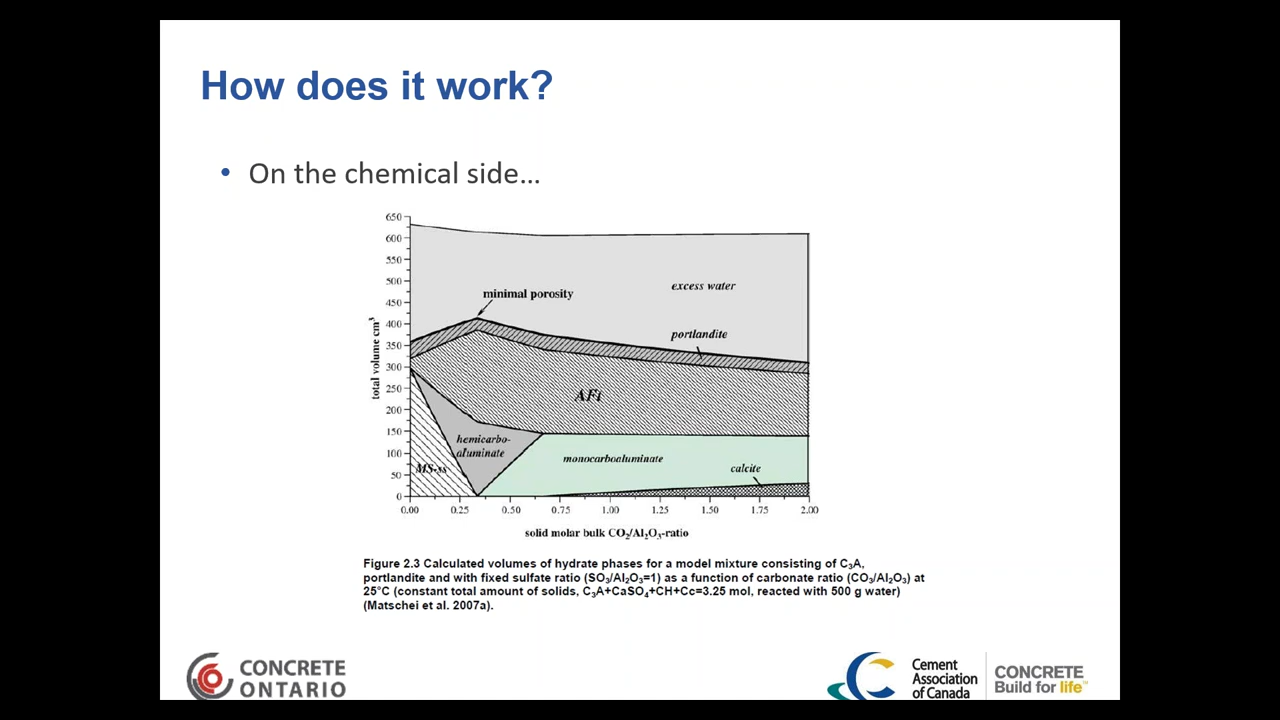 How does it work?
• On the chemical side...
650
600
550
500
450
400
350
300
250
200
150
100
50
0
total volume cm³
minimal porosity
excess water
portlandite
AFt
hemicarbo-
aluminate
MS-ss
monocarboaluminate
calcite
0.00 0.25 0.50 0.75 1.00 1.25 1.50 1.75 2.00
solid molar bulk CO₂/Al₂O₃-ratio
Figure 2.3 Calculated volumes of hydrate phases for a model mixture consisting of C₃A,
portlandite and with fixed sulfate ratio (SO₃/Al₂O₃=1) as a function of carbonate ratio (CO₃/Al₂O₃) at
25°C (constant total amount of solids, C₃A+CaSO₄+CH+Cc=3.25 mol, reacted with 500 g water)
(Matschei et al. 2007a).
CONCRETE
ONTARIO
Cement
Association
of Canada
CONCRETE
Build for life™